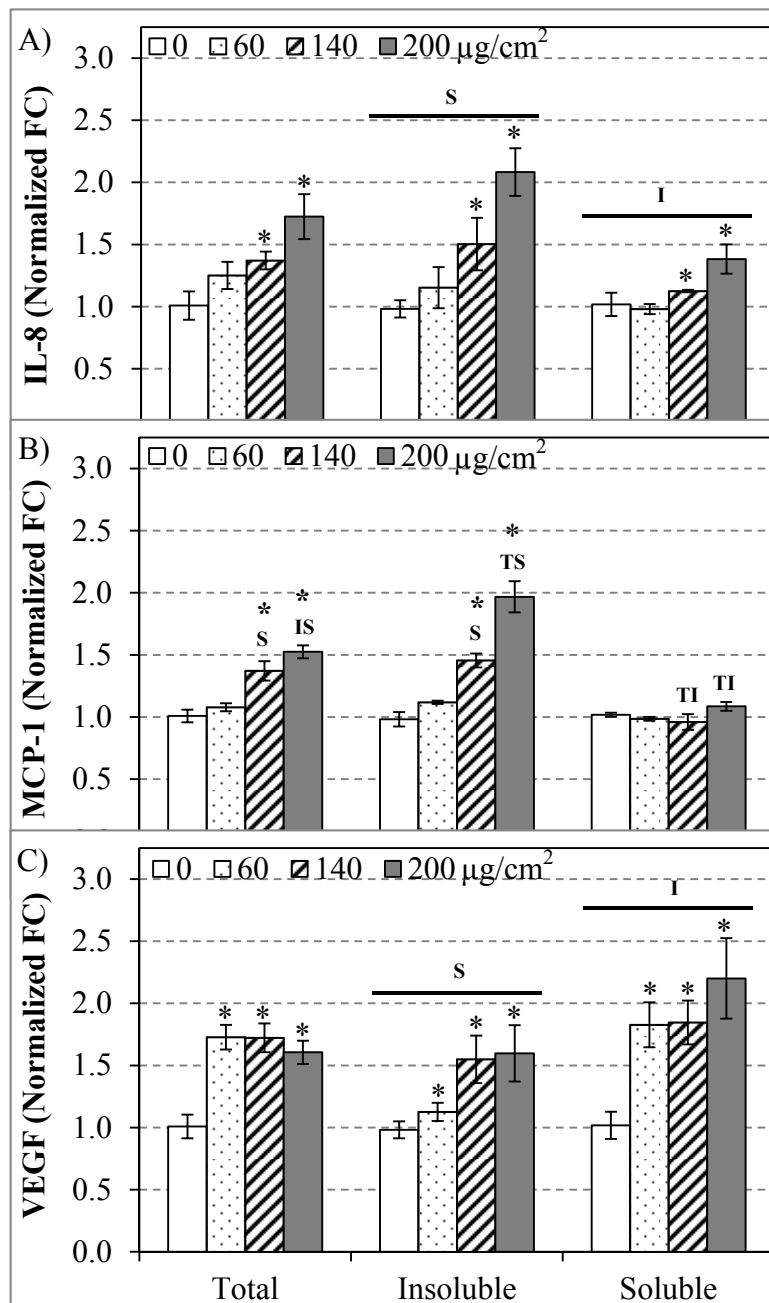 A)
0 60 140 200 µg/cm²
IL-8 (Normalized FC)
3.0
2.5
2.0
1.5
1.0
0.5
S
I
* * * * * *
B)
0 60 140 200 µg/cm²
MCP-1 (Normalized FC)
3.0
2.5
2.0
1.5
1.0
0.5
* * * *
S IS S TS TI TI
C)
0 60 140 200 µg/cm²
VEGF (Normalized FC)
3.0
2.5
2.0
1.5
1.0
0.5
0.0
S
I
* * * * * * * * *
Total Insoluble Soluble